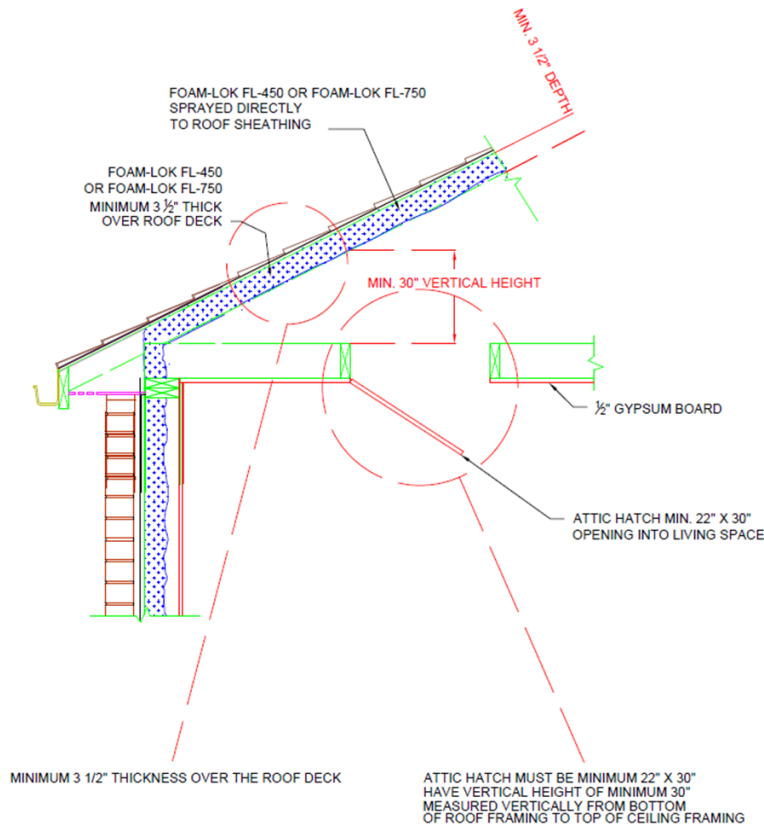 MIN. 3 1/2" DEPTH
FOAM-LOK FL-450 OR FOAM-LOK FL-750
SPRAYED DIRECTLY
TO ROOF SHEATHING
FOAM-LOK FL-450
OR FOAM-LOK FL-750
MINIMUM 3 ½" THICK
OVER ROOF DECK
MIN. 30" VERTICAL HEIGHT
½" GYPSUM BOARD
ATTIC HATCH MIN. 22" X 30"
OPENING INTO LIVING SPACE
MINIMUM 3 1/2" THICKNESS OVER THE ROOF DECK
ATTIC HATCH MUST BE MINIMUM 22" X 30"
HAVE VERTICAL HEIGHT OF MINIMUM 30"
MEASURED VERTICALLY FROM BOTTOM
OF ROOF FRAMING TO TOP OF CEILING FRAMING